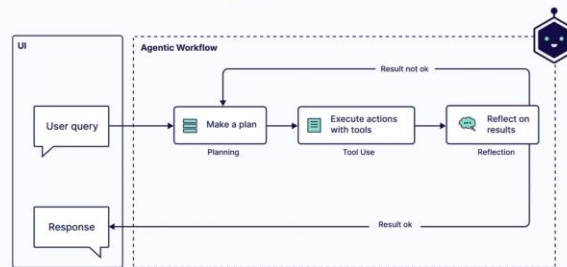 UI
Agentic Workflow
Result not ok
User query
Make a plan
Execute actions
with tools
Reflect on
results
Planning
Tool Use
Reflection
Response
Result ok